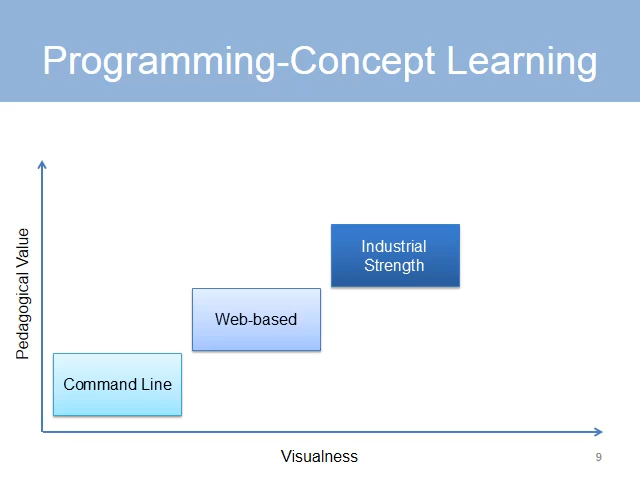 Programming-Concept Learning
Pedagogical Value
Industrial
Strength
Web-based
Command Line
Visualness
9